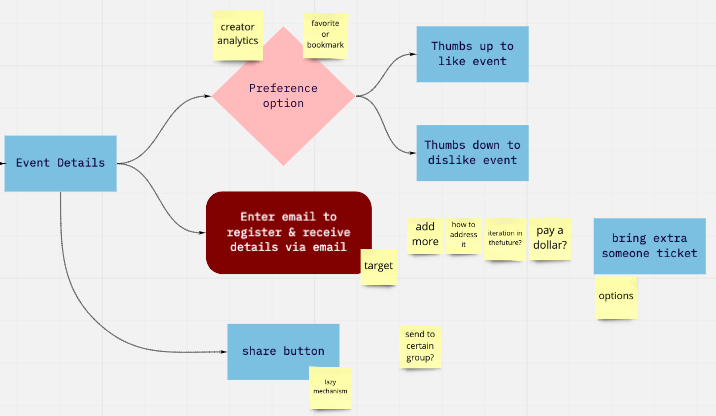 creator
analytics
favorite
or
bookmark
Preference
option
Thumbs up to
like event
Thumbs down to
dislike event
Event Details
Enter email to
register & receive
details via email
target
add
more
how to
address
it
iteration in
thefuture?
pay a
dollar?
bring extra
someone ticket
options
share button
lazy
mechanism
send to
certain
group?